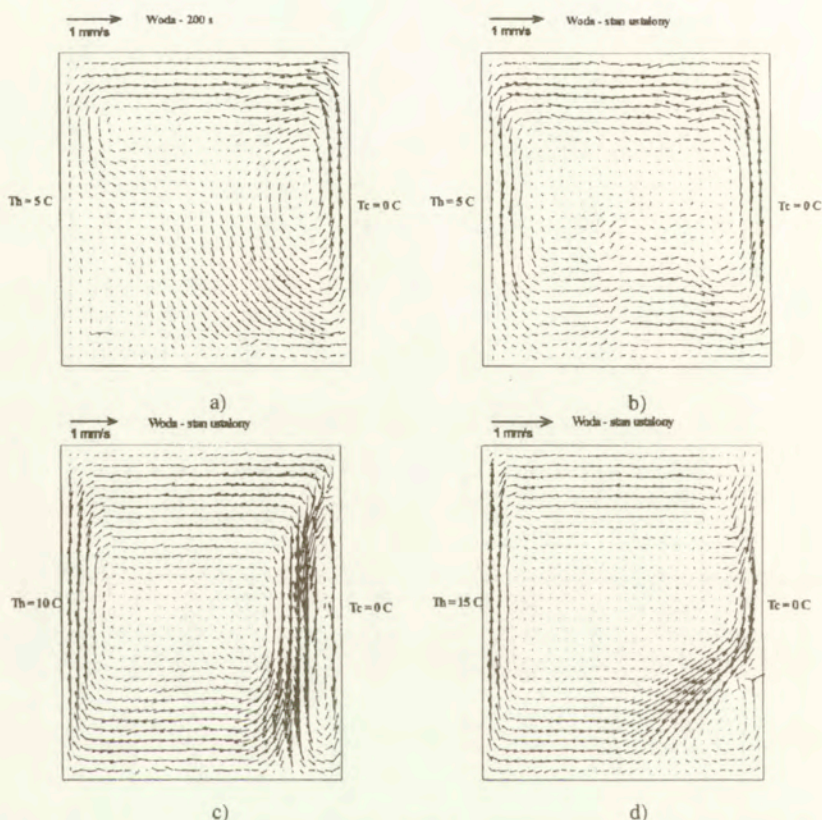 Woda - 200 s
1 mm/s
Th = 5 C
Tc = 0 C
a)
Woda - stan ustalony
1 mm/s
Th = 5 C
Tc = 0 C
b)
Woda - stan ustalony
1 mm/s
Th = 10 C
Tc = 0 C
c)
Woda - stan ustalony
1 mm/s
Th = 15 C
Tc = 0 C
d)